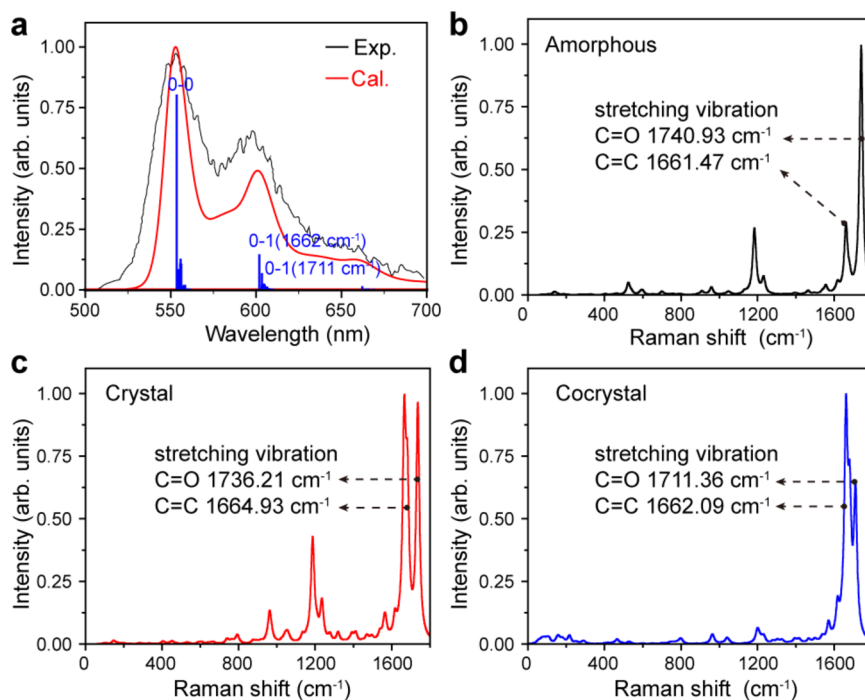 a
1.00
0.75
0.50
0.25
0.00
Intensity (arb. units)
Exp.
Cal.
0-0
0-1(1662 cm⁻¹)
0-1(1711 cm⁻¹)
500 550 600 650 700
Wavelength (nm)
b
1.00
0.75
0.50
0.25
0.00
Intensity (arb. units)
Amorphous
stretching vibration
C=O 1740.93 cm⁻¹
C=C 1661.47 cm⁻¹
0 400 800 1200 1600
Raman shift (cm⁻¹)
c
1.00
0.75
0.50
0.25
0.00
Intensity (arb. units)
Crystal
stretching vibration
C=O 1736.21 cm⁻¹
C=C 1664.93 cm⁻¹
0 400 800 1200 1600
Raman shift (cm⁻¹)
d
1.00
0.75
0.50
0.25
0.00
Intensity (arb. units)
Cocrystal
stretching vibration
C=O 1711.36 cm⁻¹
C=C 1662.09 cm⁻¹
0 400 800 1200 1600
Raman shift (cm⁻¹)